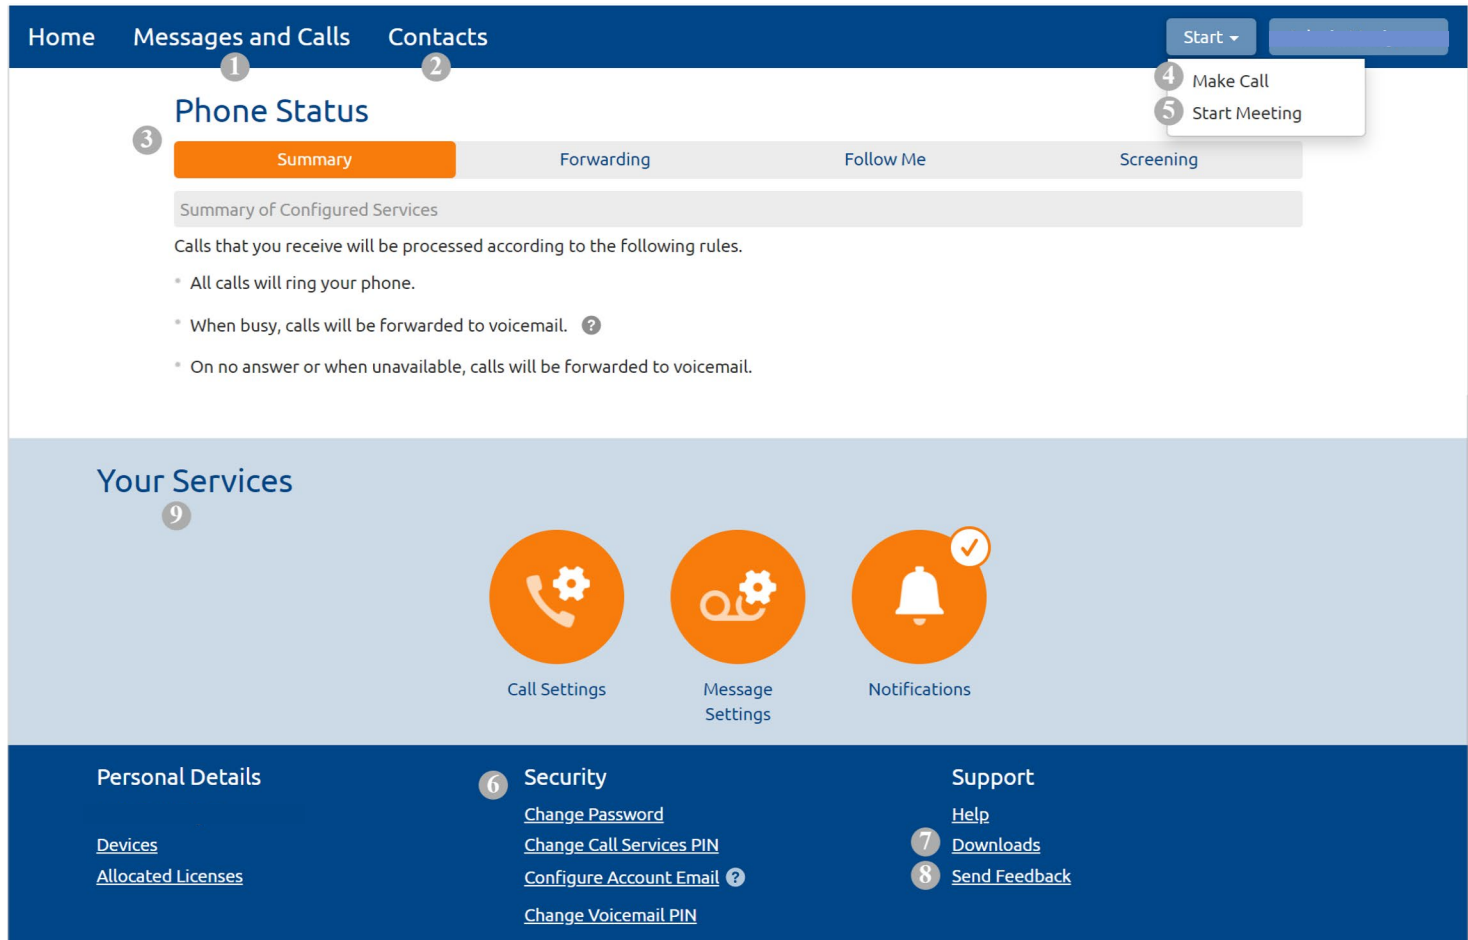 Home Messages and Calls Contacts Start
1 2
4 Make Call
5 Start Meeting
Phone Status
3
Summary Forwarding Follow Me Screening
Summary of Configured Services
Calls that you receive will be processed according to the following rules.
All calls will ring your phone.
When busy, calls will be forwarded to voicemail. ?
On no answer or when unavailable, calls will be forwarded to voicemail.
Your Services
9
Call Settings
Message
Settings
Notifications
Personal Details
Devices
Allocated Licenses
6 Security
Change Password
Change Call Services PIN
Configure Account Email ?
Change Voicemail PIN
Support
Help
7 Downloads
8 Send Feedback